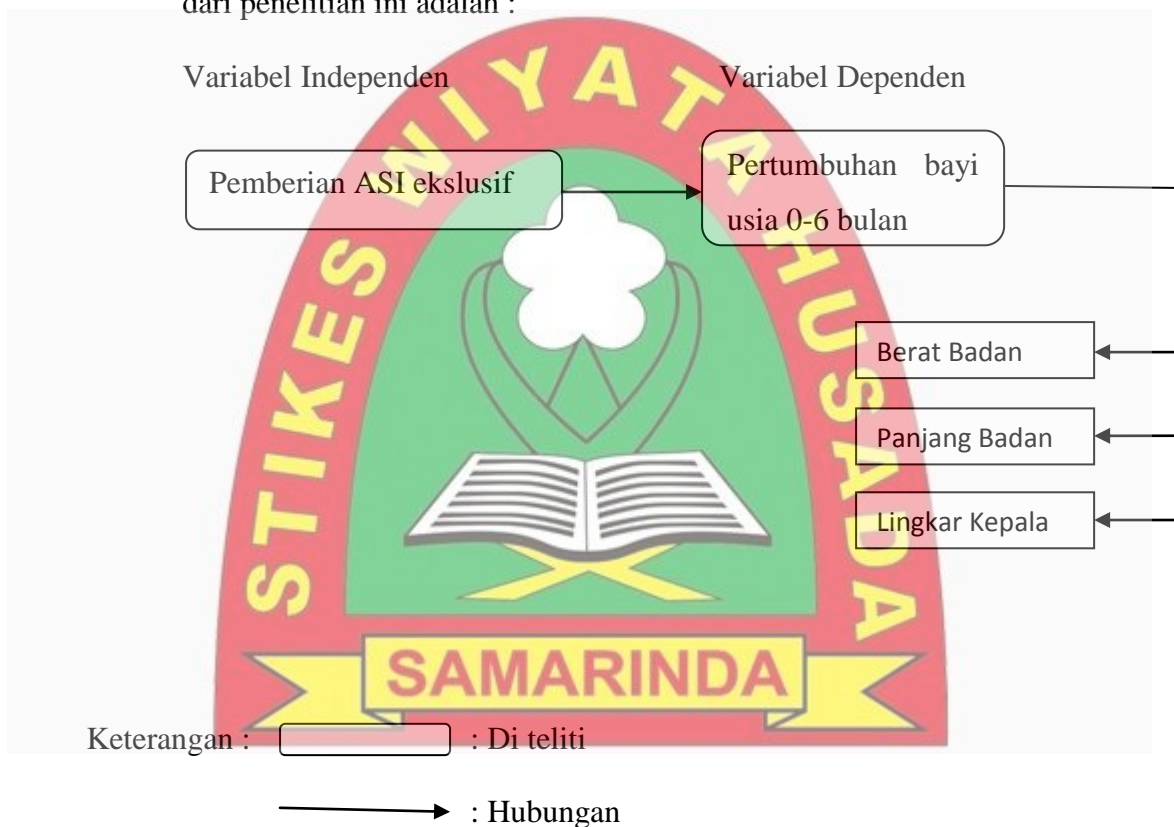 dari penelitian ini adalah :
Variabel Independen
Variabel Dependen
Pemberian ASI ekslusif
Pertumbuhan bayi
usia 0-6 bulan
Berat Badan
Panjang Badan
Lingkar Kepala
STIKES WIYATA HUSADA
SAMARINDA
Keterangan :
: Di teliti
: Hubungan